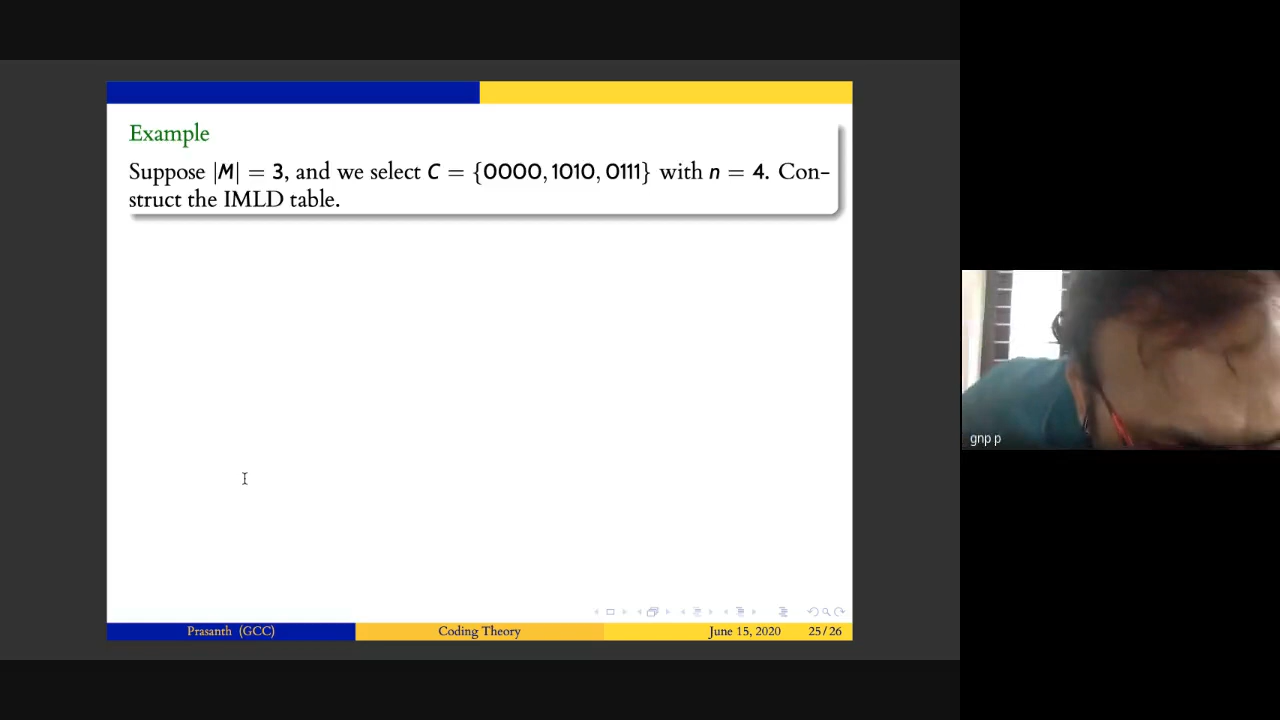 Example
Suppose |M| = 3, and we select C = {0000, 1010, 0111} with n = 4. Con-
struct the IMLD table.
gnp p
Prasanth (GCC) Coding Theory June 15, 2020 25 / 26